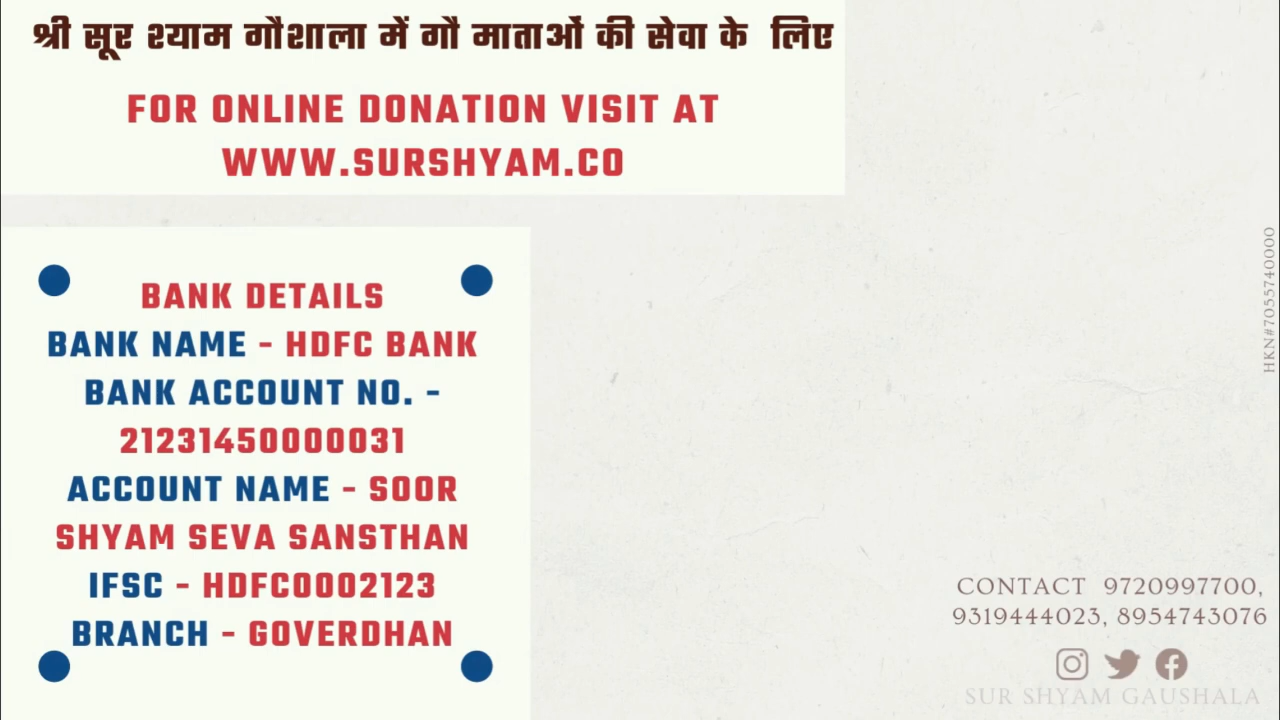 श्री सूर श्याम गौशाला में गौ माताओं की सेवा के लिए
FOR ONLINE DONATION VISIT AT
WWW.SURSHYAM.CO
BANK DETAILS
BANK NAME - HDFC BANK
BANK ACCOUNT NO. -
21231450000031
ACCOUNT NAME - SOOR
SHYAM SEVA SANSTHAN
IFSC - HDFC0002123
BRANCH - GOVERDHAN
HKN#7055740000
CONTACT 9720997700,
9319444023, 8954743076
SUR SHYAM GAUSHALA